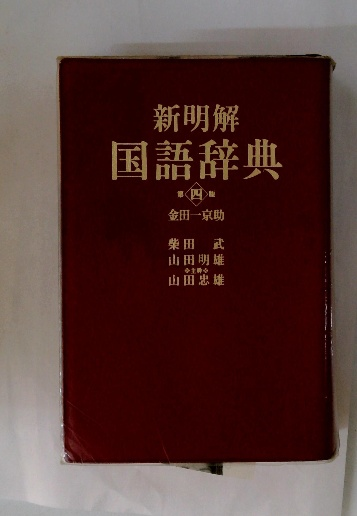 新明解
国語辞典
第四版
金田一京助
柴田 武
山田明雄
主幹
山田忠雄